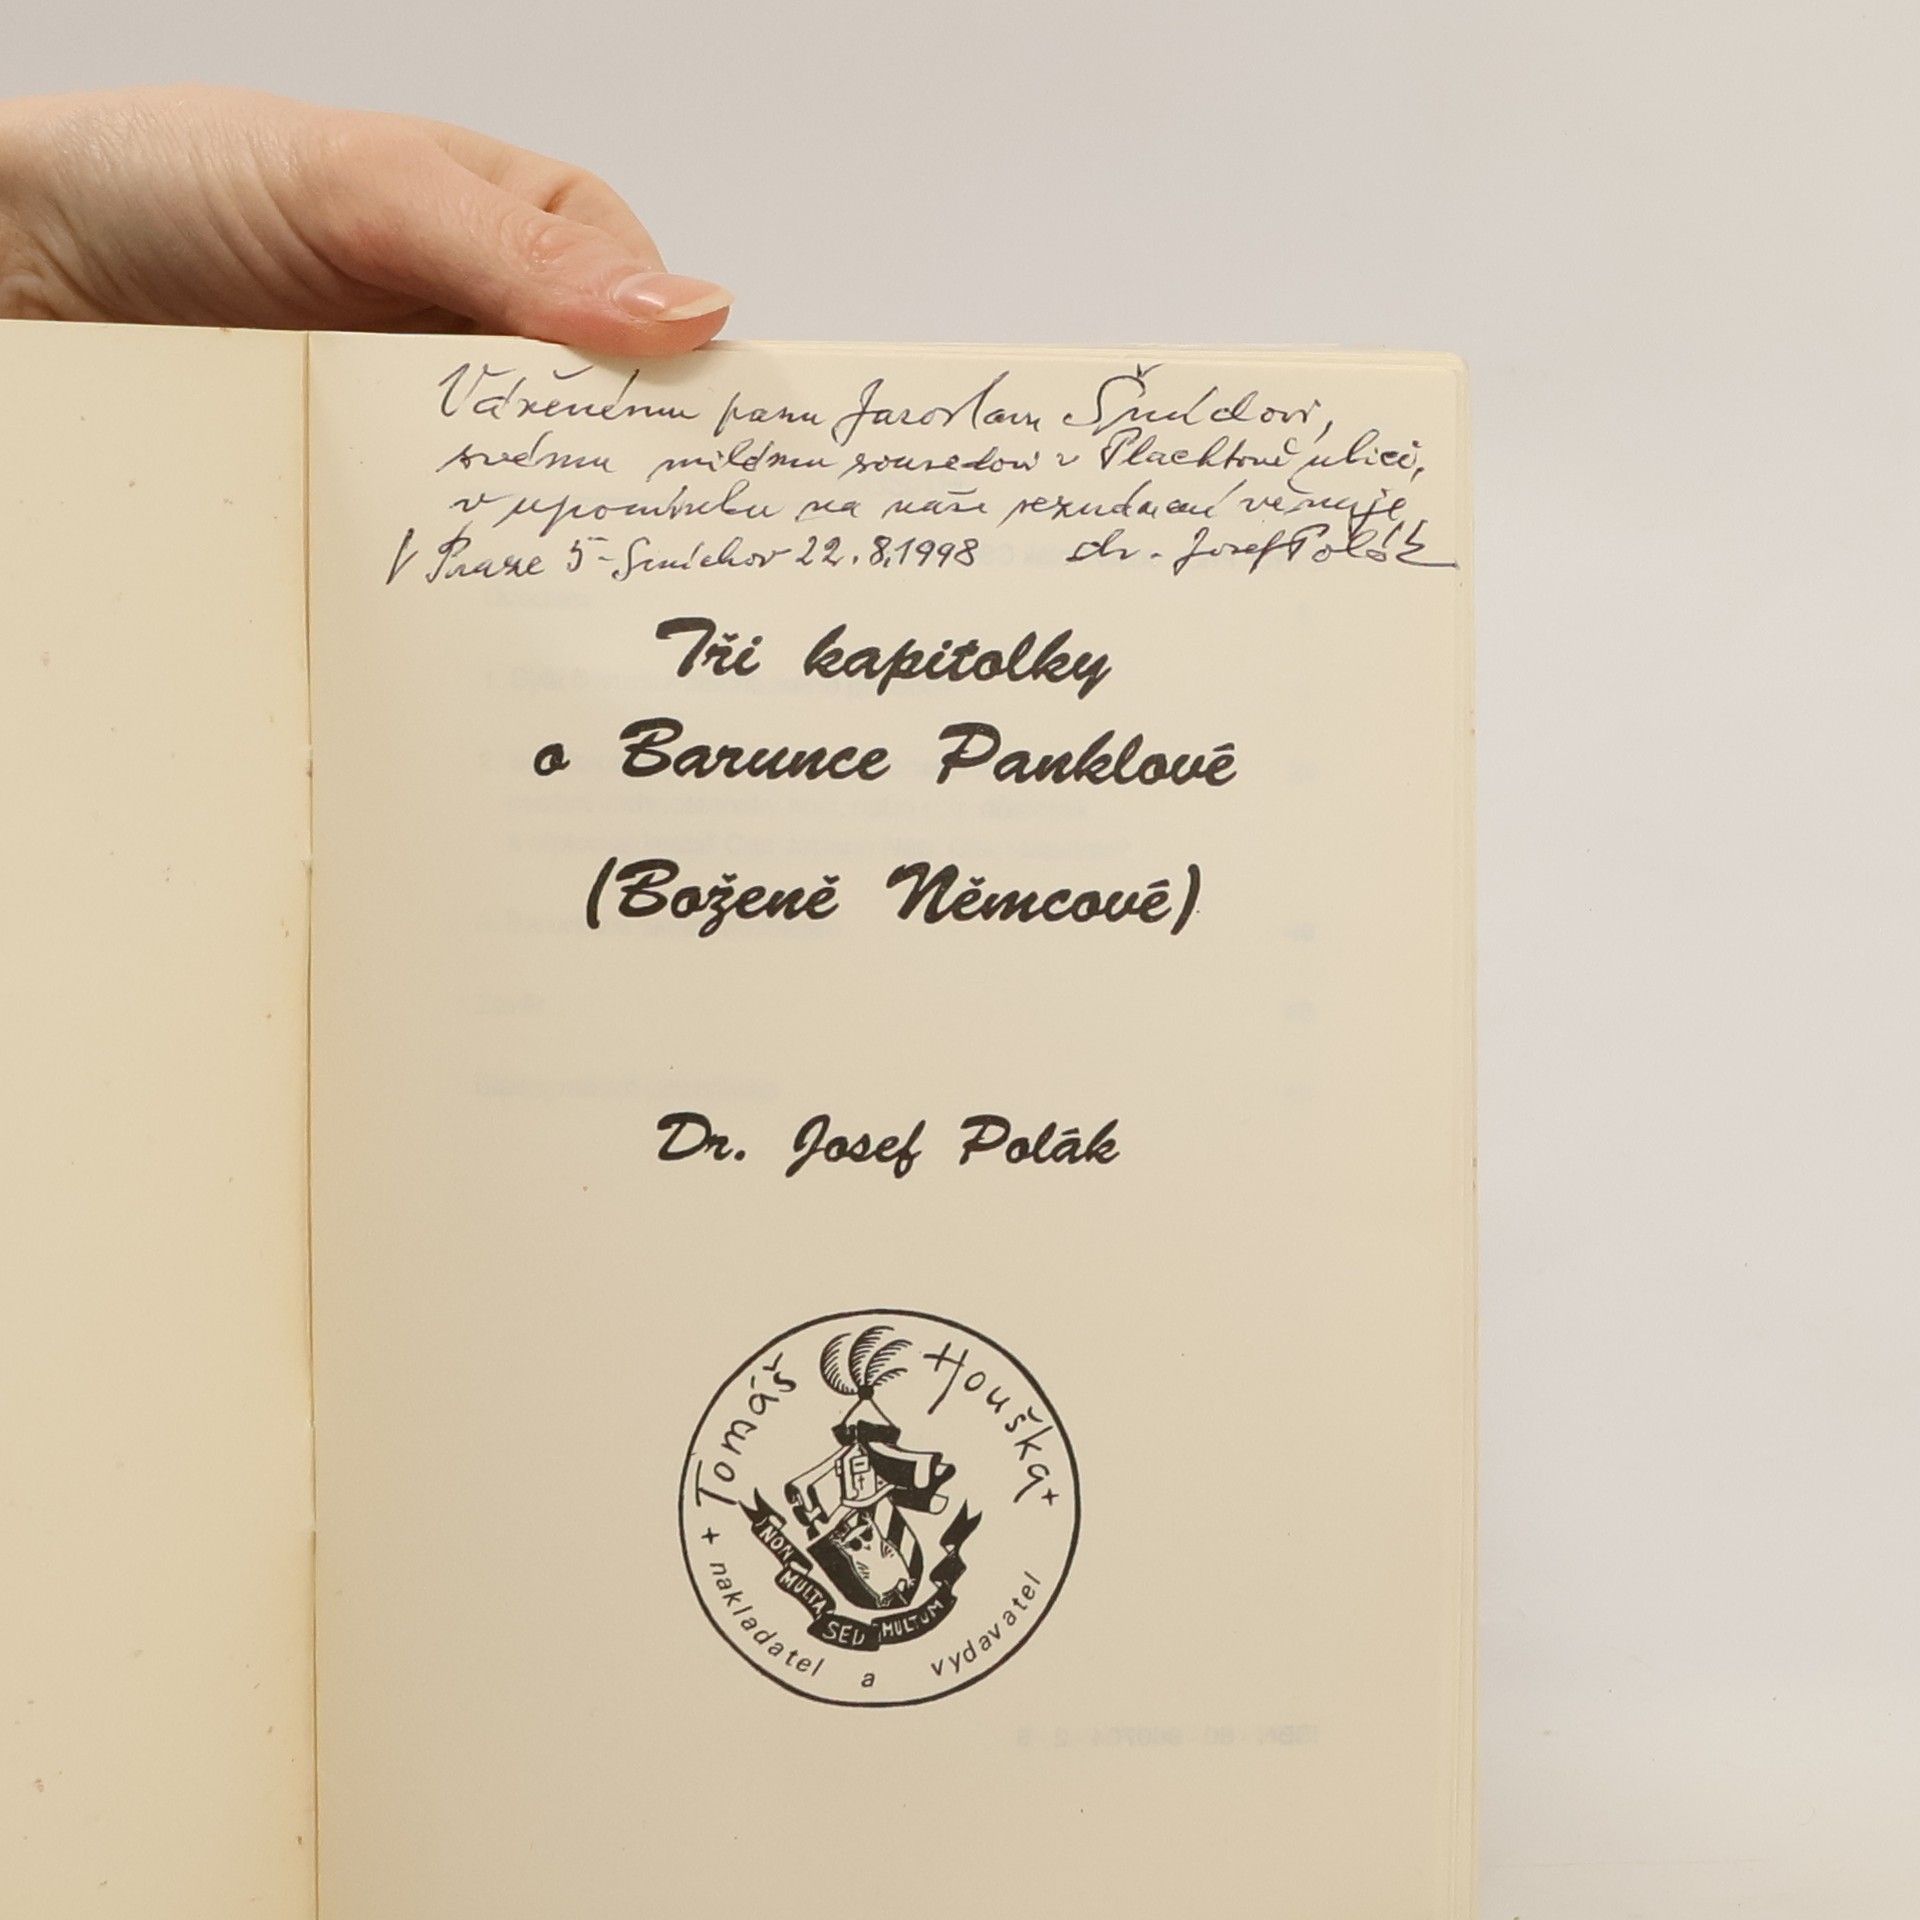 Váženému panu Jaroslavu Šmídovi,
svému milému sousedovi v Plachtově ulici,
v upomínku na naše seznámení věnuje
V Praze 5-Smíchov 22.8.1998 dr. Josef Polák
Tři kapitolky
o Barunce Panklové
(Boženě Němcové)
Dr. Josef Polák
Tomáš Houška
NON MULTA SED MULTUM
+ nakladatel a vydavatel +